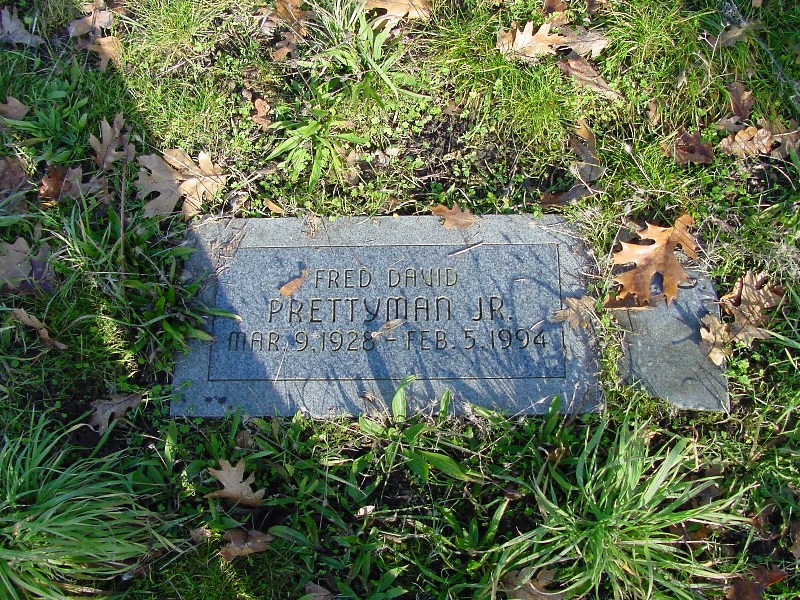 FRED DAVID
PRETTYMAN JR.
MAR. 9, 1928 - FEB. 5, 1994